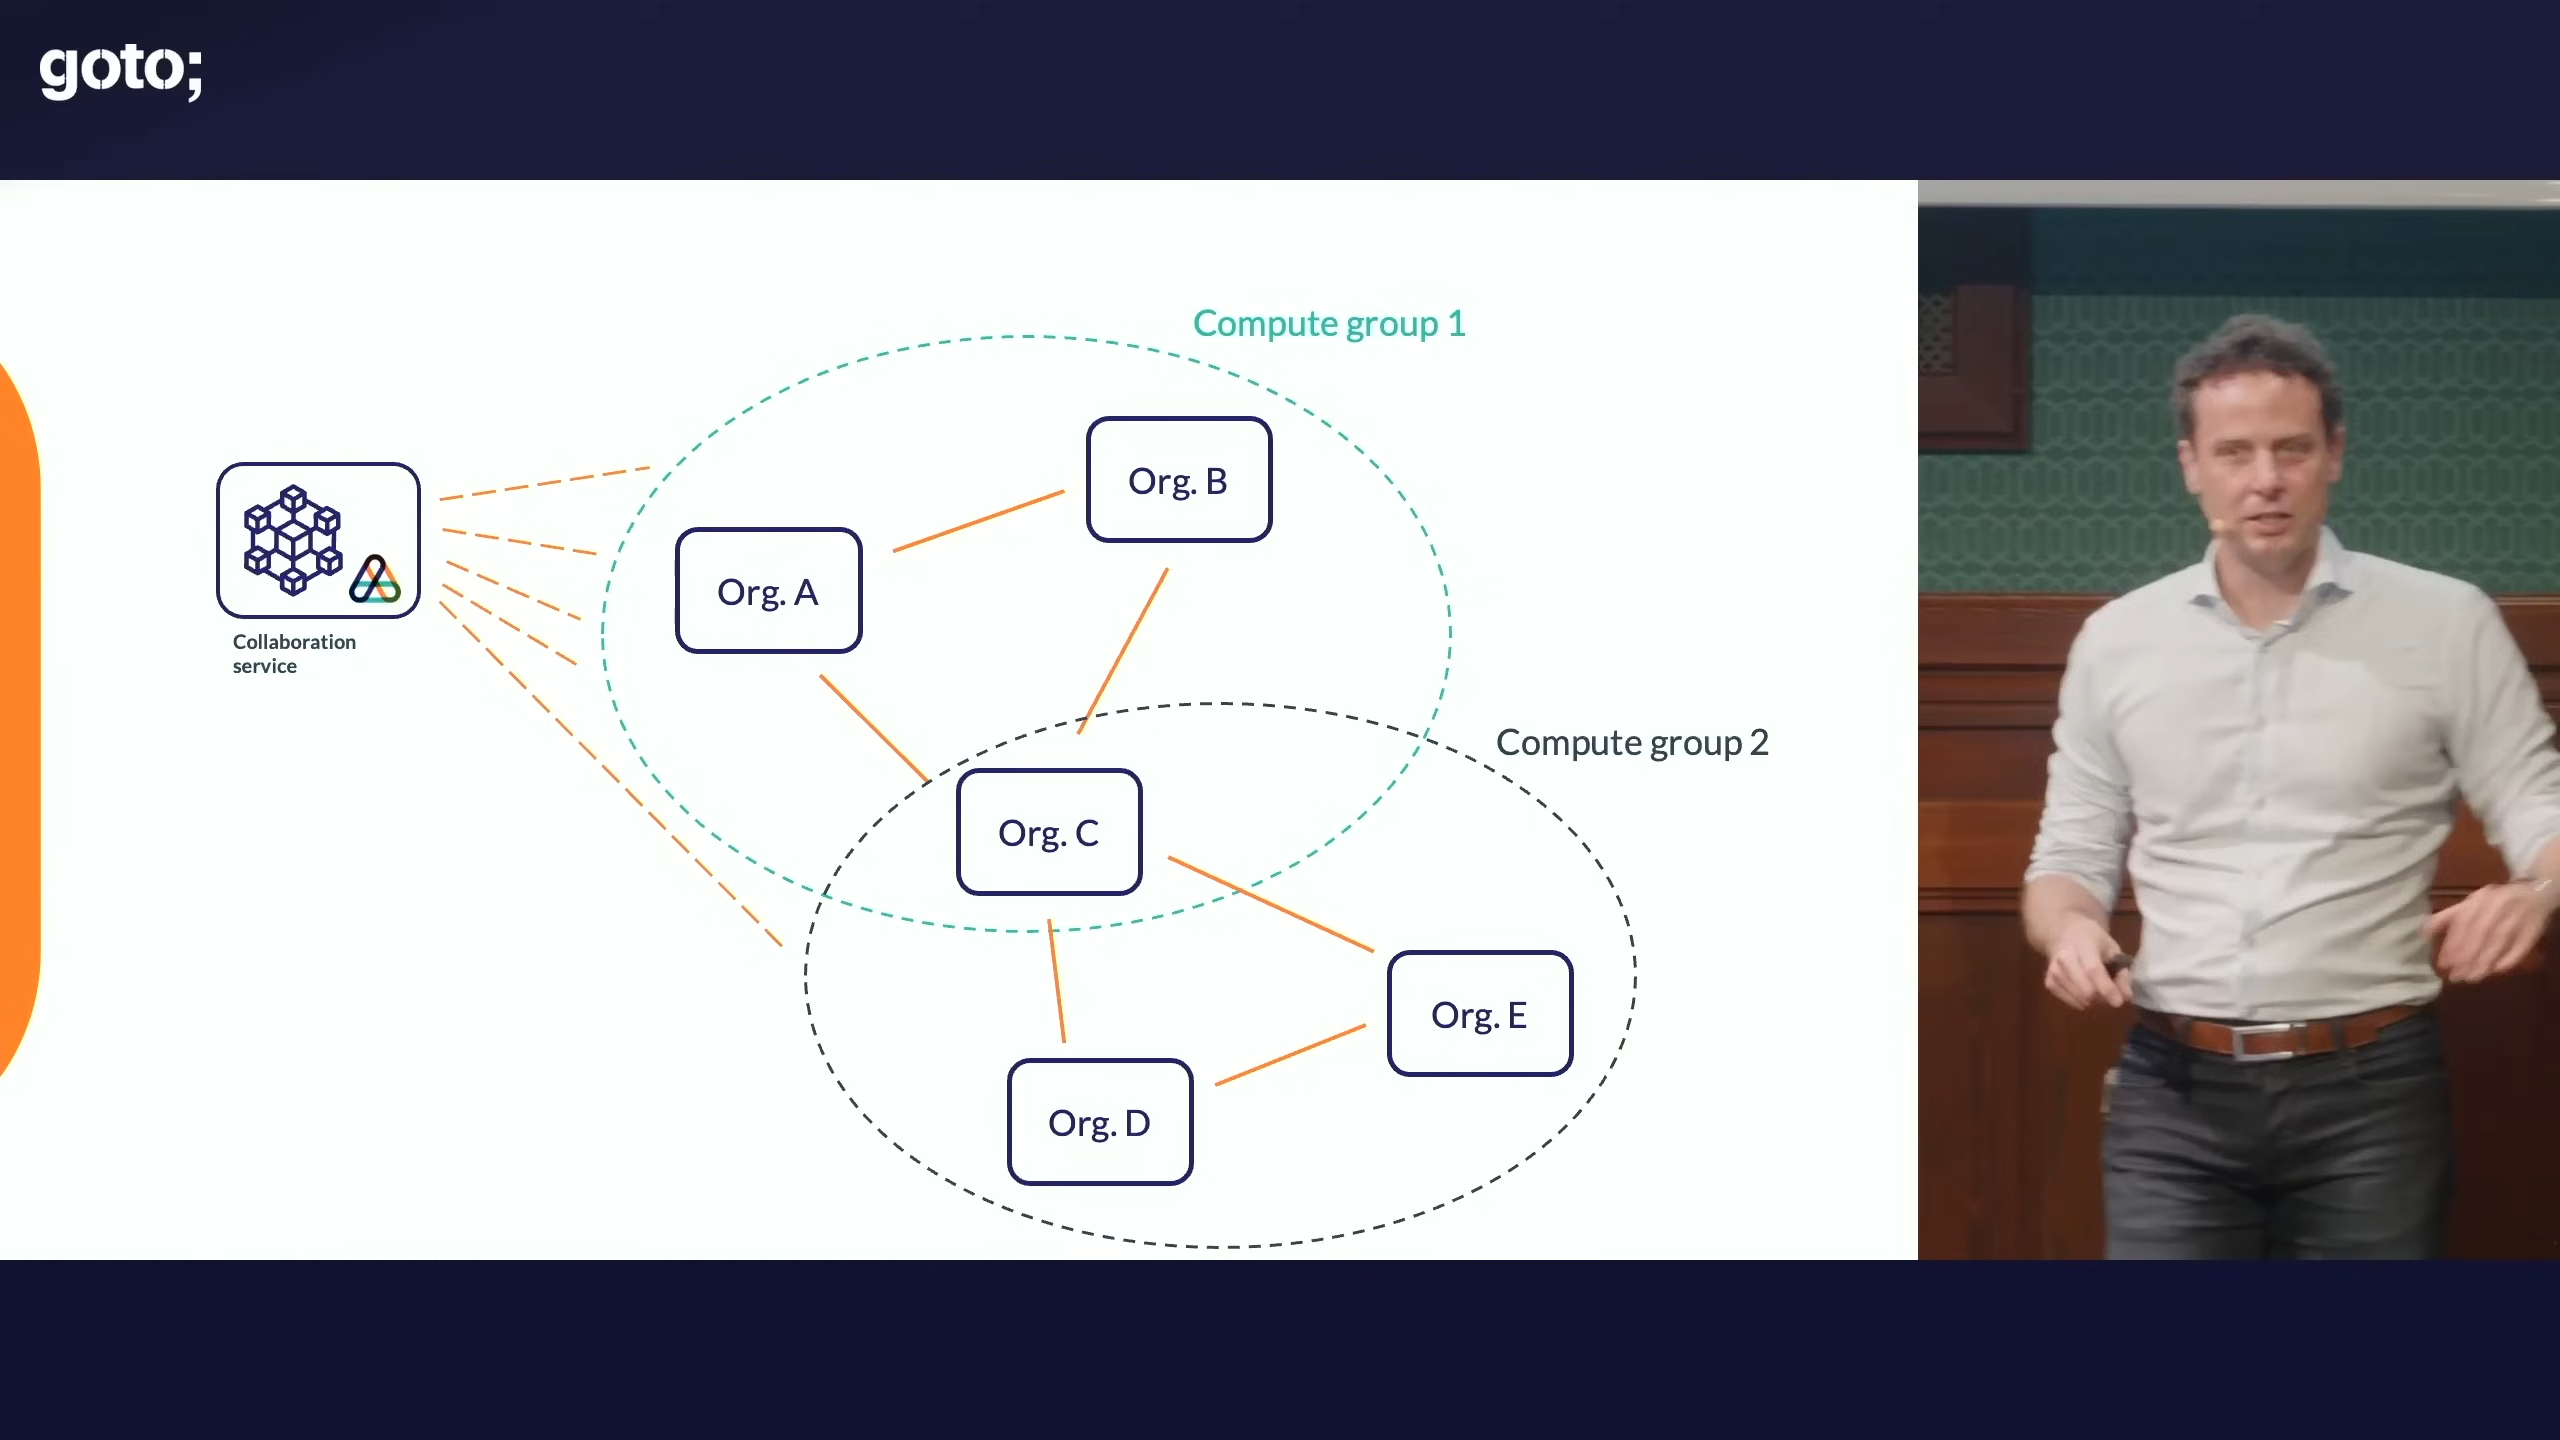 goto;
Compute group 1
Org. B
Org. A
Collaboration
service
Compute group 2
Org. C
Org. E
Org. D